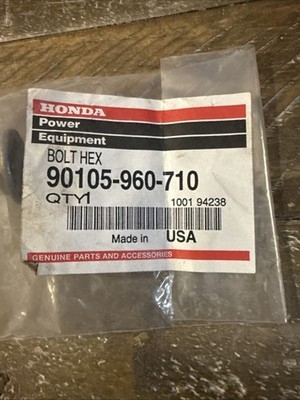 HONDA
Power
Equipment
BOLT HEX
90105-960-710
QTY1
1001 94238
Made in USA
GENUINE PARTS AND ACCESSORIES